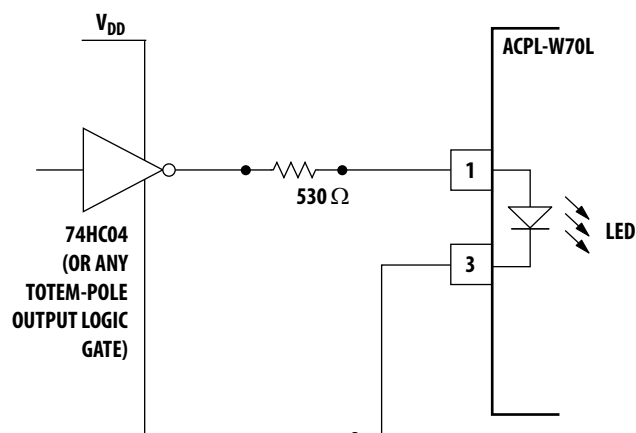 V_DD
ACPL-W70L
1
530 Ω
74HC04
(OR ANY
TOTEM-POLE
OUTPUT LOGIC
GATE)
3
LED